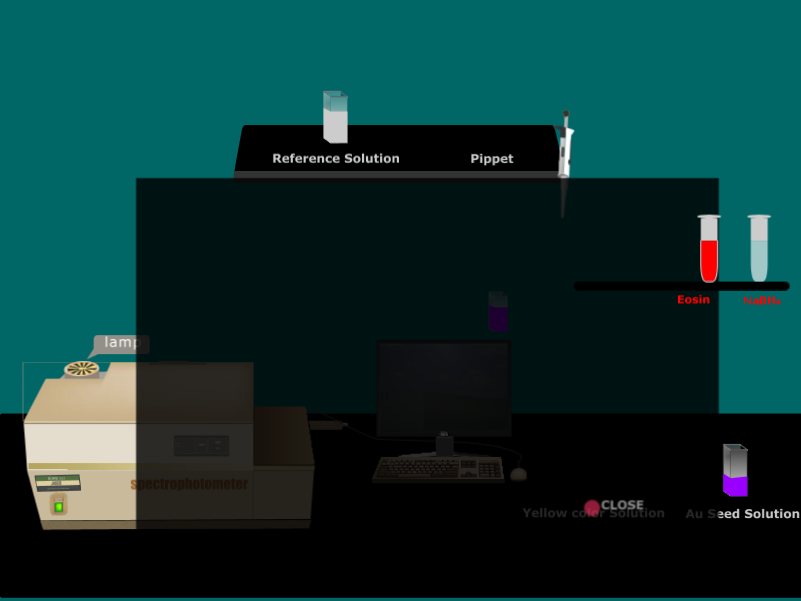 Reference Solution
Pippet
Eosin
NaBH₄
lamp
spectrophotometer
CLOSE
Yellow color Solution
Au Seed Solution